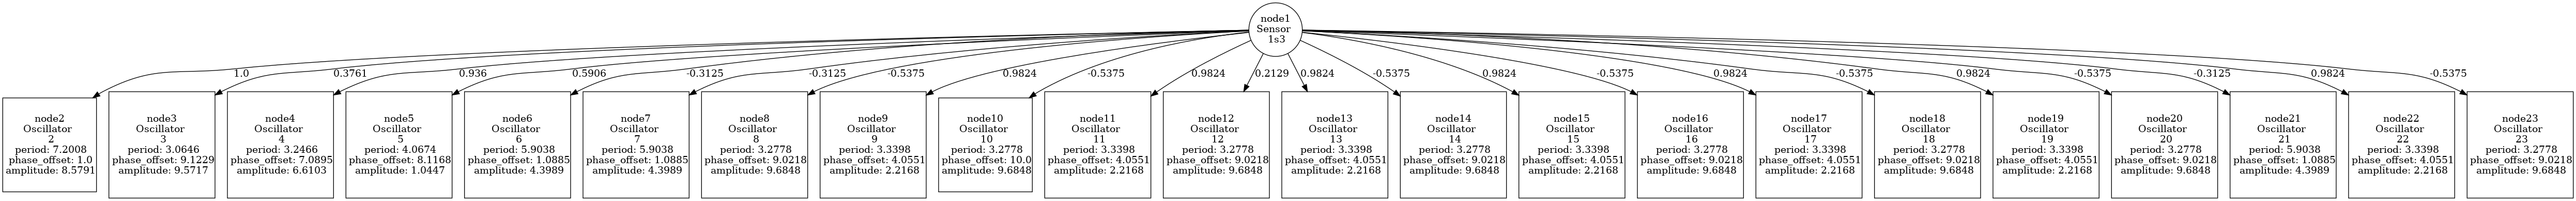 node1
Sensor
1s3
1.0
0.3761
0.936
0.5906
-0.3125
-0.3125
-0.5375
0.9824
-0.5375
0.9824
0.2129
0.9824
-0.5375
0.9824
-0.5375
0.9824
-0.5375
0.9824
-0.5375
-0.3125
0.9824
-0.5375
node2
Oscillator
2
period: 7.2008
phase_offset: 1.0
amplitude: 8.5791
node3
Oscillator
3
period: 3.0646
phase_offset: 9.1229
amplitude: 9.5717
node4
Oscillator
4
period: 3.2466
phase_offset: 7.0895
amplitude: 6.6103
node5
Oscillator
5
period: 4.0674
phase_offset: 8.1168
amplitude: 1.0447
node6
Oscillator
6
period: 5.9038
phase_offset: 1.0885
amplitude: 4.3989
node7
Oscillator
7
period: 5.9038
phase_offset: 1.0885
amplitude: 4.3989
node8
Oscillator
8
period: 3.2778
phase_offset: 9.0218
amplitude: 9.6848
node9
Oscillator
9
period: 3.3398
phase_offset: 4.0551
amplitude: 2.2168
node10
Oscillator
10
period: 3.2778
phase_offset: 10.0
amplitude: 9.6848
node11
Oscillator
11
period: 3.3398
phase_offset: 4.0551
amplitude: 2.2168
node12
Oscillator
12
period: 3.2778
phase_offset: 9.0218
amplitude: 9.6848
node13
Oscillator
13
period: 3.3398
phase_offset: 4.0551
amplitude: 2.2168
node14
Oscillator
14
period: 3.2778
phase_offset: 9.0218
amplitude: 9.6848
node15
Oscillator
15
period: 3.3398
phase_offset: 4.0551
amplitude: 2.2168
node16
Oscillator
16
period: 3.2778
phase_offset: 9.0218
amplitude: 9.6848
node17
Oscillator
17
period: 3.3398
phase_offset: 4.0551
amplitude: 2.2168
node18
Oscillator
18
period: 3.2778
phase_offset: 9.0218
amplitude: 9.6848
node19
Oscillator
19
period: 3.3398
phase_offset: 4.0551
amplitude: 2.2168
node20
Oscillator
20
period: 3.2778
phase_offset: 9.0218
amplitude: 9.6848
node21
Oscillator
21
period: 5.9038
phase_offset: 1.0885
amplitude: 4.3989
node22
Oscillator
22
period: 3.3398
phase_offset: 4.0551
amplitude: 2.2168
node23
Oscillator
23
period: 3.2778
phase_offset: 9.0218
amplitude: 9.6848